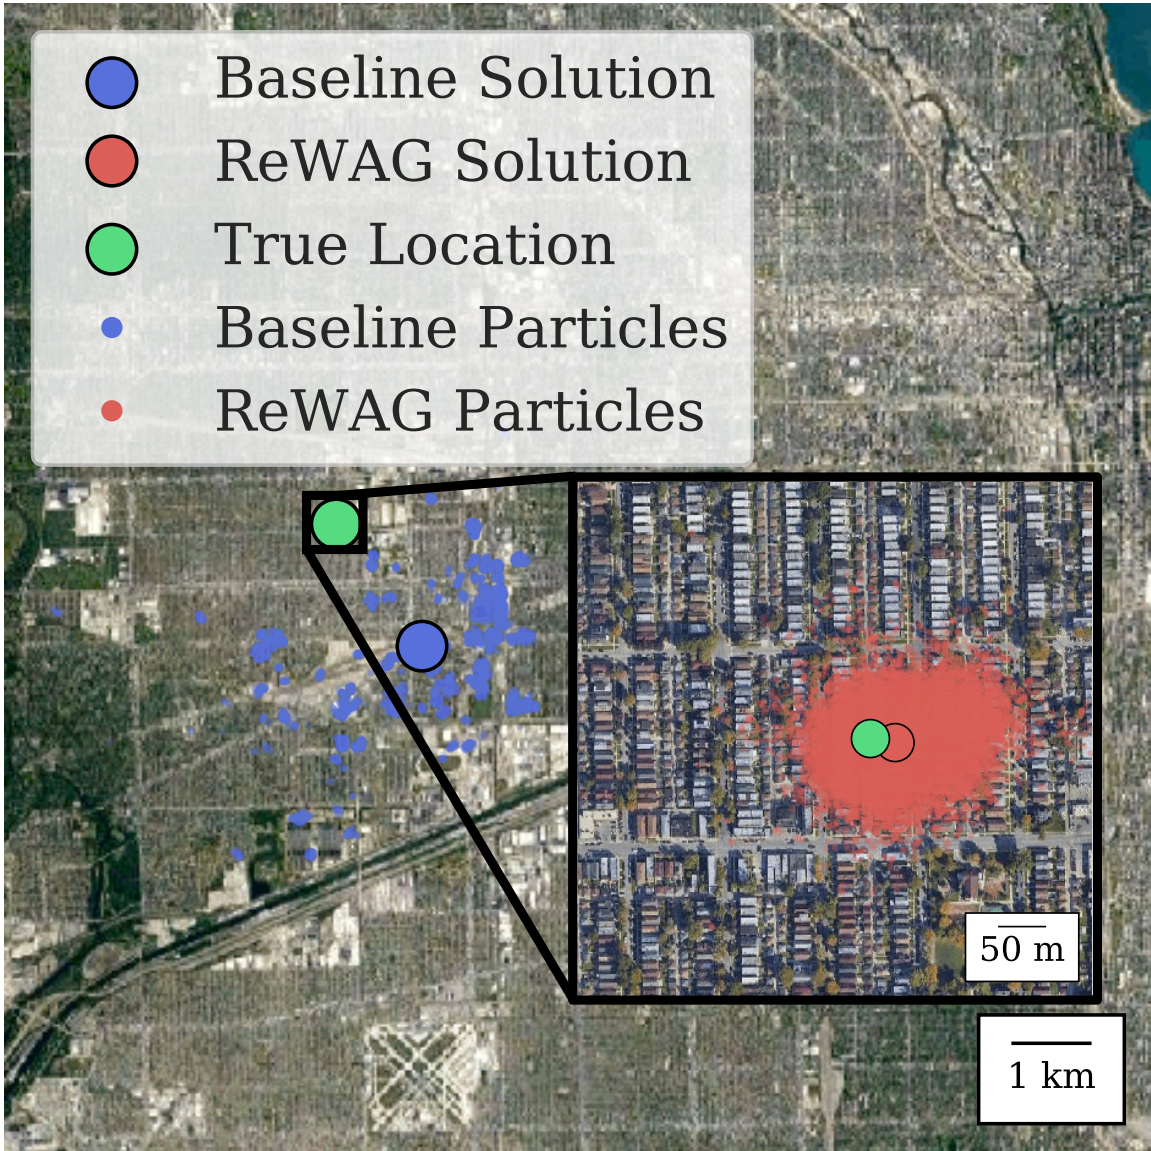 Baseline Solution
ReWAG Solution
True Location
Baseline Particles
ReWAG Particles
50 m
1 km